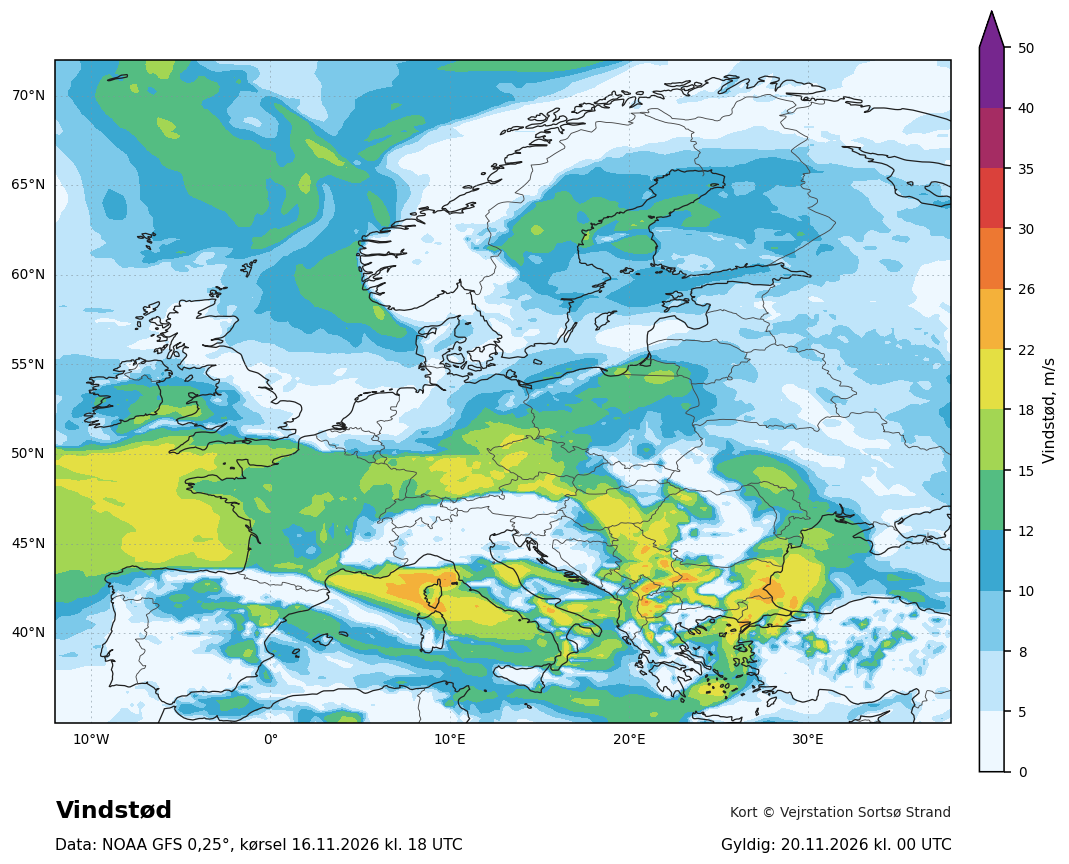 50
40
35
30
26
22
18
15
12
10
8
5
0
Vindstød, m/s
70°N
65°N
60°N
55°N
50°N
45°N
40°N
10°W
0°
10°E
20°E
30°E
Vindstød
Kort © Vejrstation Sortsø Strand
Data: NOAA GFS 0,25°, kørsel 16.11.2026 kl. 18 UTC
Gyldig: 20.11.2026 kl. 00 UTC